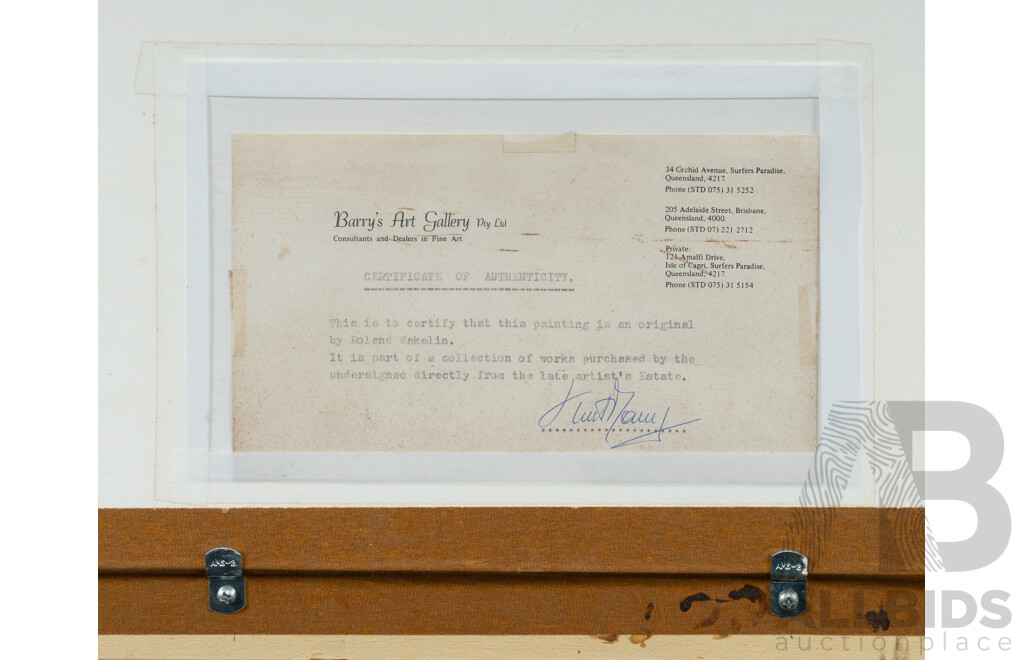 34 Orchid Avenue, Surfers Paradise,
Queensland, 4217.
Phone (STD 075) 31 5252
205 Adelaide Street, Brisbane,
Queensland, 4000.
Phone (STD 07) 221 2712
Private:
121 Amalfi Drive,
Isle of Capri, Surfers Paradise,
Queensland, 4217.
Phone (STD 075) 31 5154
Barry's Art Gallery Pty Ltd
Consultants and Dealers in Fine Art
CERTIFICATE OF AUTHENTICITY.
This is to certify that this painting is an original
by Roland Wakelin.
It is part of a collection of works purchased by the
undersigned directly from the late artist's Estate.
AB
ALLBIDS
auctionplace